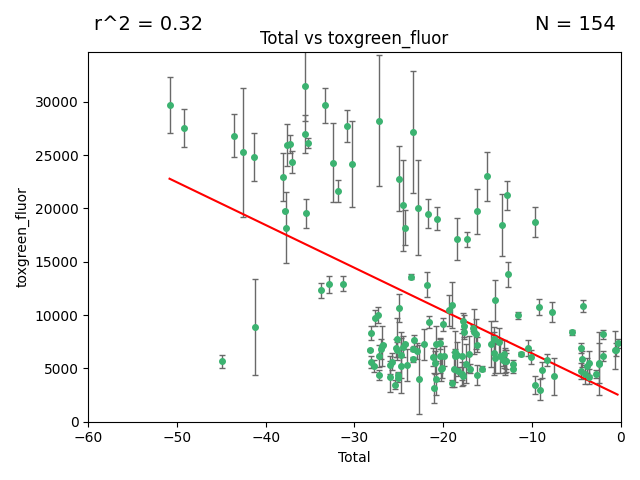 r^2 = 0.32
N = 154
Total vs toxgreen_fluor
toxgreen_fluor
30000
25000
20000
15000
10000
5000
0
−60
−50
−40
−30
−20
−10
0
Total